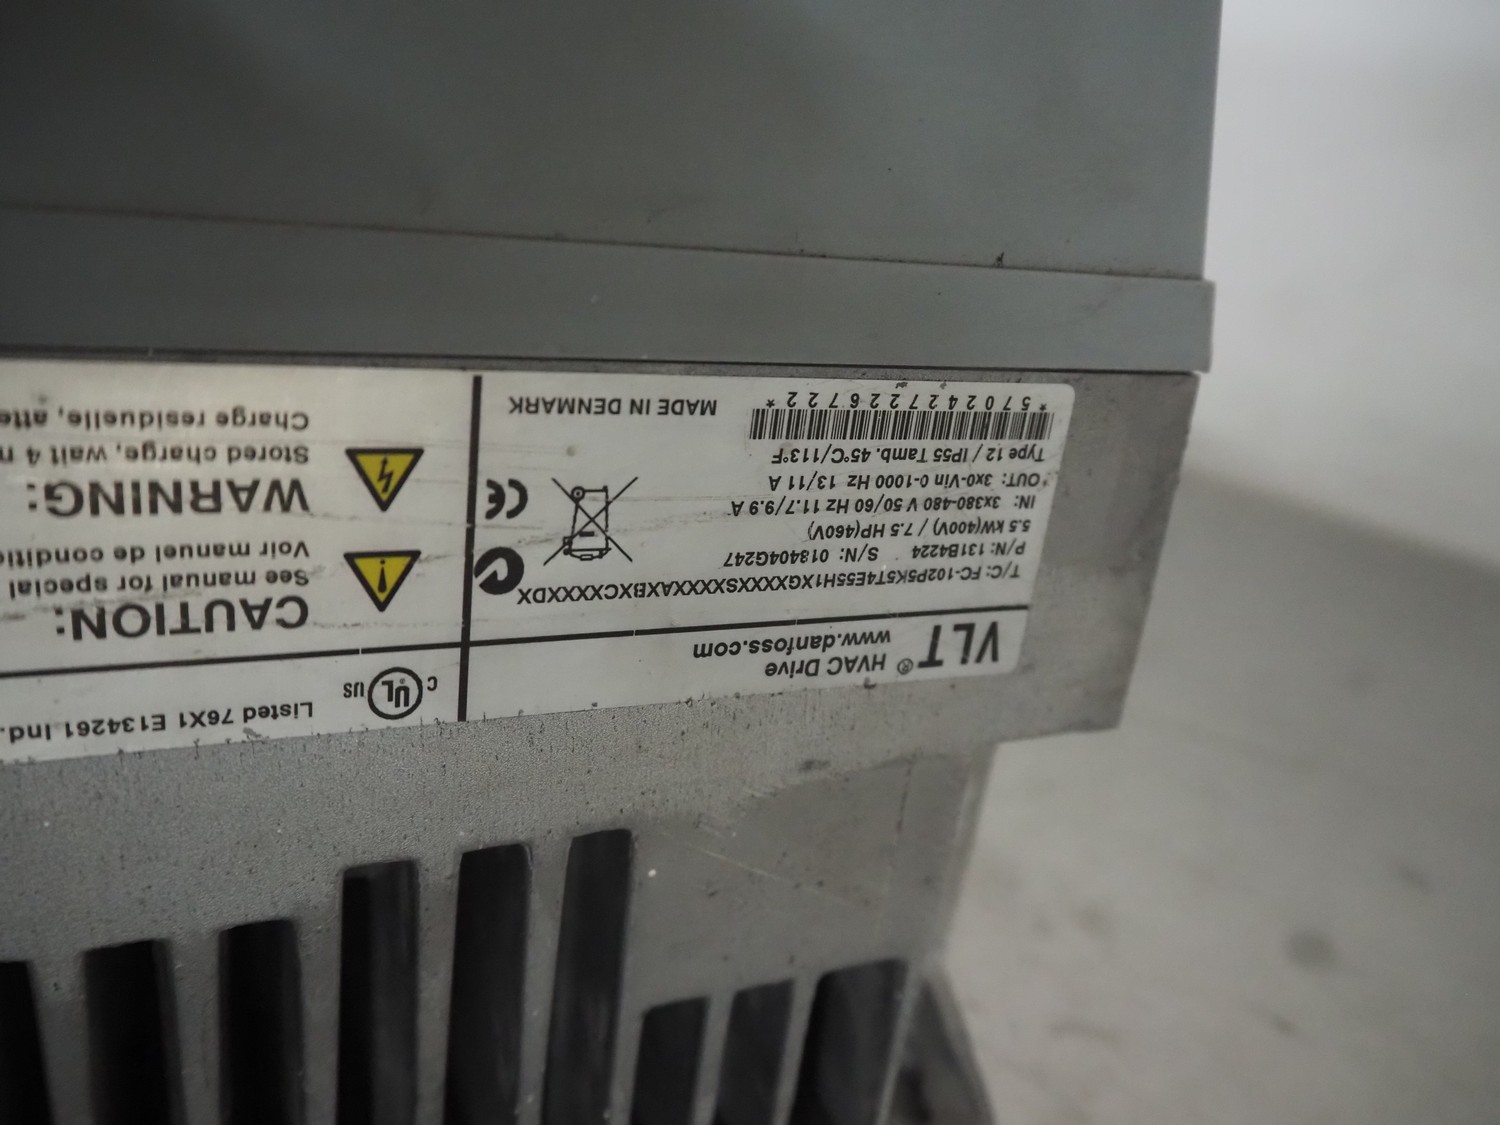 VLT® HVAC Drive
www.danfoss.com
T/C: FC-102P5K5T4E55H1XGXXXXSXXXXAXBXCXXXXDX
P/N: 131B4224 S/N: 018404G247
5.5 kW(400V) / 7.5 HP(460V)
IN: 3x380-480 V 50/60 Hz 11.7/9.9 A
OUT: 3x0-Vin 0-1000 Hz 13/11 A
Type 12 / IP55 Tamb. 45°C/113°F
*5702427226722*
MADE IN DENMARK
CE
C UL US
Listed 76X1 E134261 Ind.
CAUTION:
See manual for special
Voir manuel de conditi
WARNING:
Stored charge, wait 4 m
Charge residuelle, atte